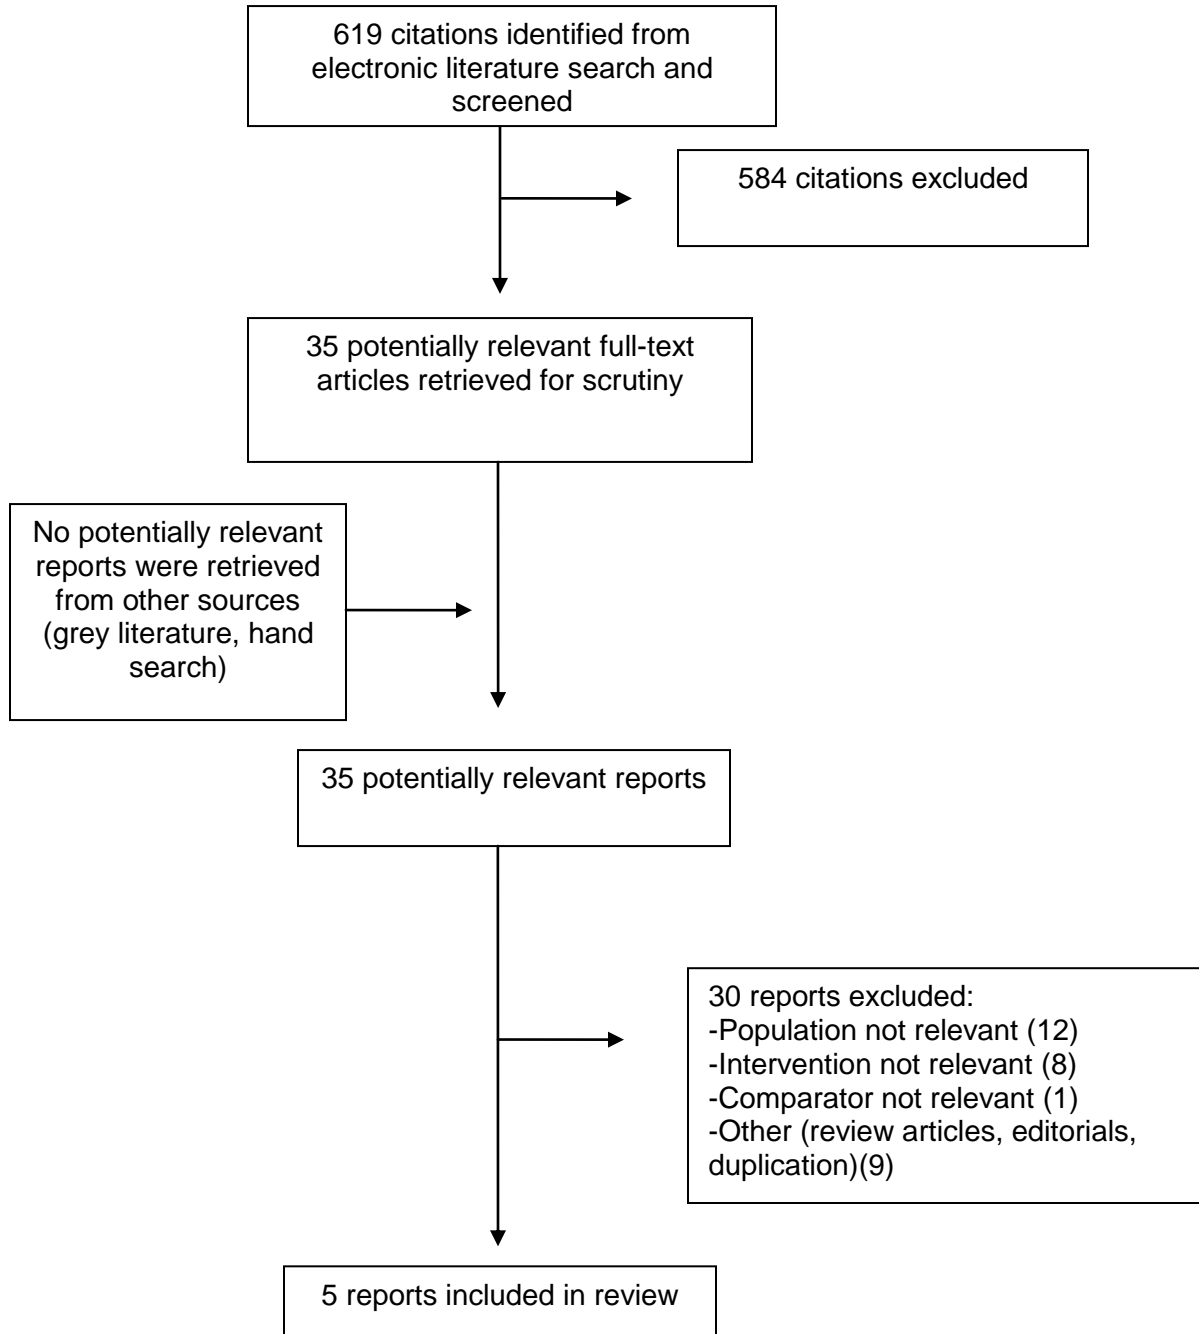 619 citations identified from
electronic literature search and
screened
584 citations excluded
35 potentially relevant full-text
articles retrieved for scrutiny
No potentially relevant
reports were retrieved
from other sources
(grey literature, hand
search)
35 potentially relevant reports
30 reports excluded:
-Population not relevant (12)
-Intervention not relevant (8)
-Comparator not relevant (1)
-Other (review articles, editorials,
duplication)(9)
5 reports included in review